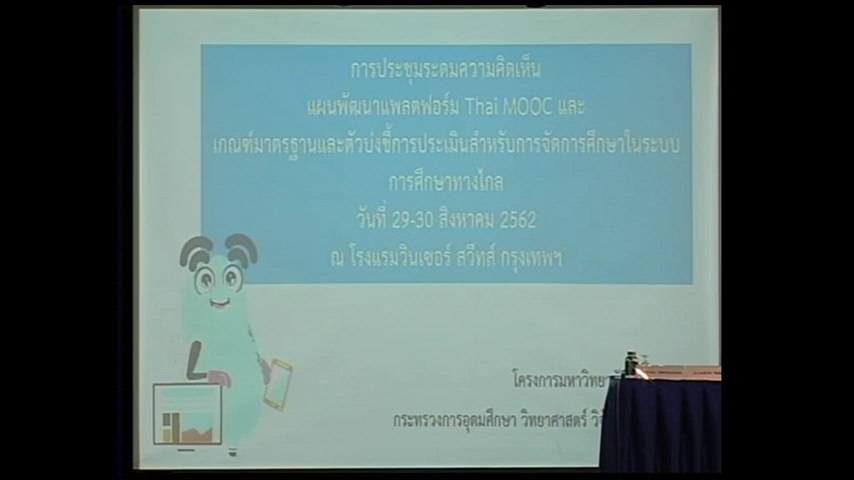 การประชุมระดมความคิดเห็น
แผนพัฒนาแพลตฟอร์ม Thai MOOC และ
เกณฑ์มาตรฐานและตัวบ่งชี้การประเมินสำหรับการจัดการศึกษาในระบบ
การศึกษาทางไกล
วันที่ 29-30 สิงหาคม 2562
ณ โรงแรมวินเซอร์ สวีทส์ กรุงเทพฯ
โครงการมหาวิทยา
กระทรวงการอุดมศึกษา วิทยาศาสตร์